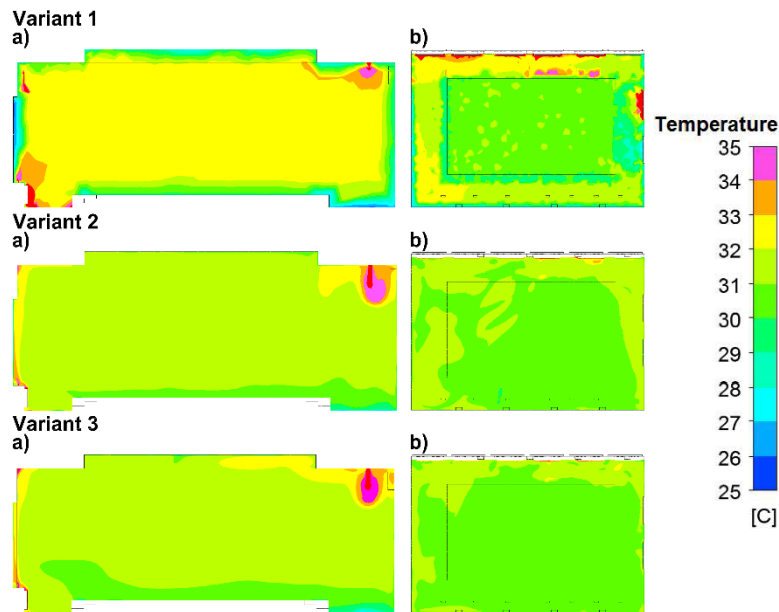 Variant 1
a)
b)
Temperature
35
34
33
32
31
30
29
28
27
26
25
[C]
Variant 2
a)
b)
Variant 3
a)
b)